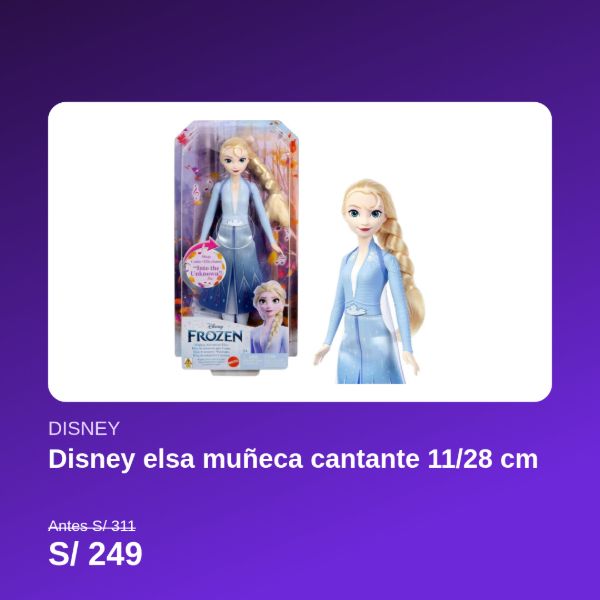 "Into the
Unknown"
Disney
FROZEN
DISNEY
Disney elsa muñeca cantante 11/28 cm
Antes S/ 311
S/ 249